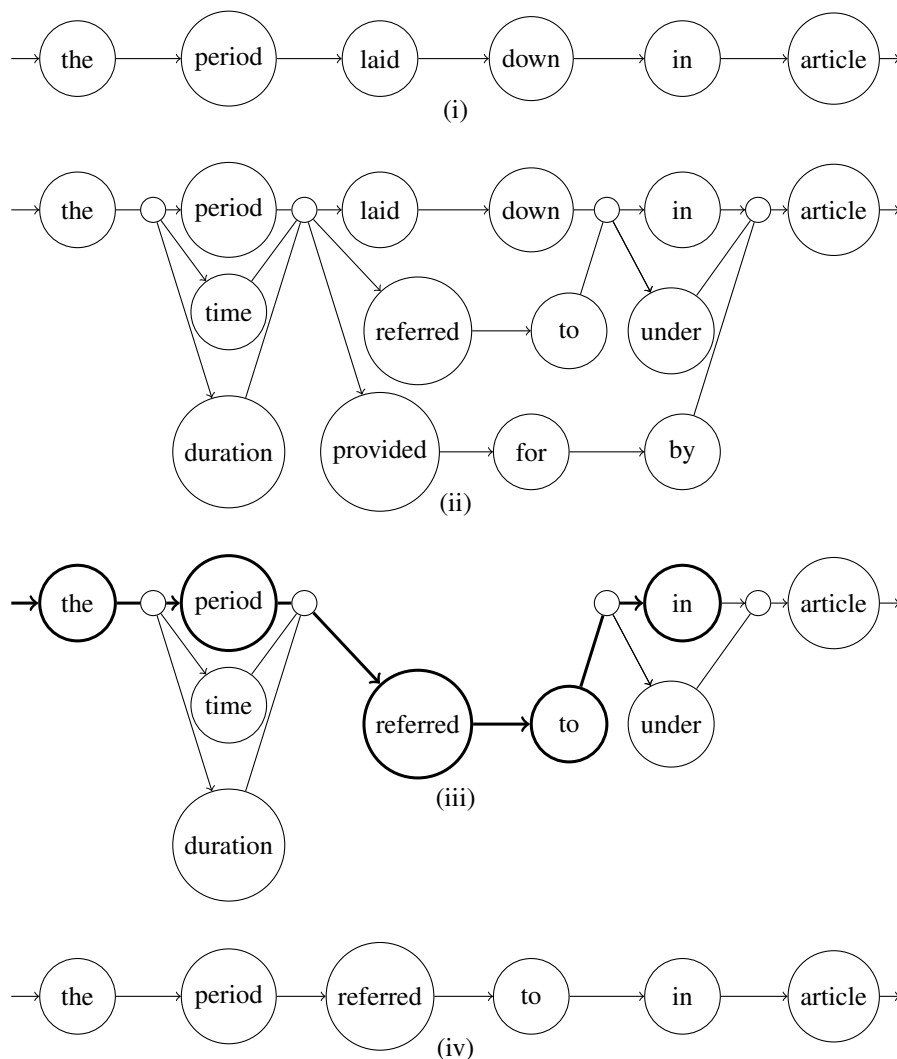 the period laid down in article
(i)
the period laid down in article
time
referred to under
duration provided for by
(ii)
the period in article
time
referred to under
(iii)
duration
the period referred to in article
(iv)